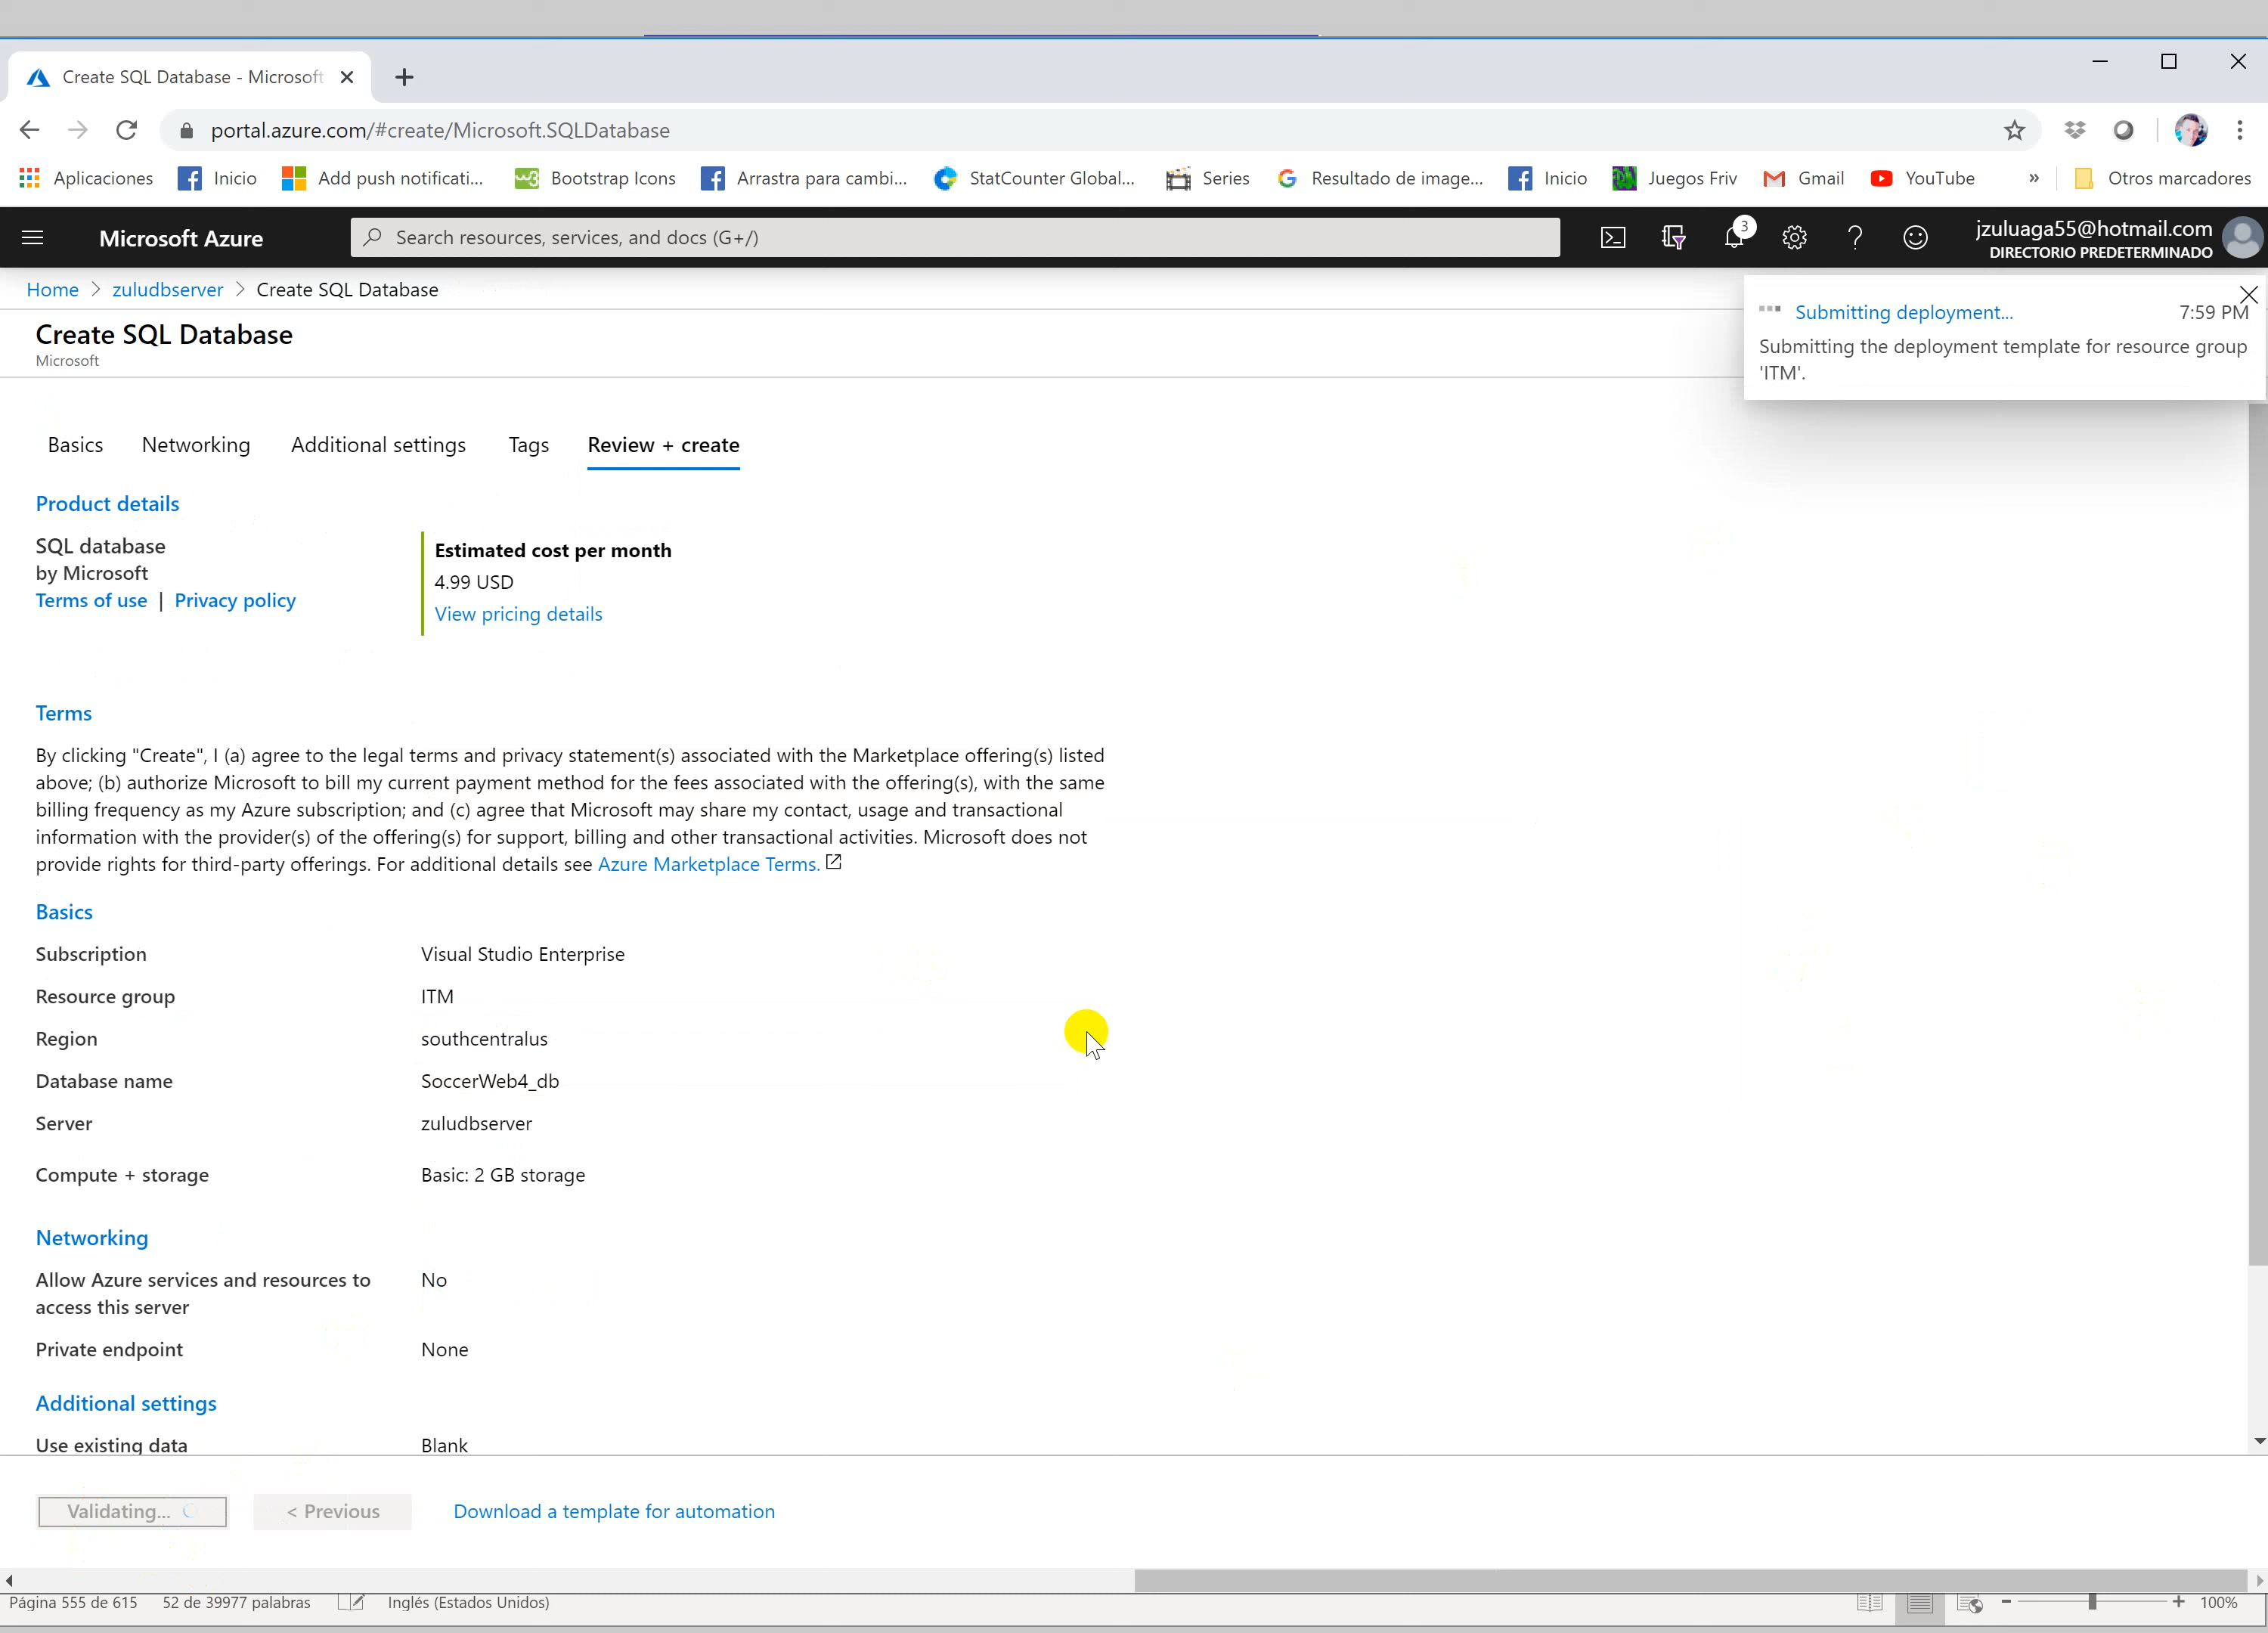 Create SQL Database - Microsoft
portal.azure.com/#create/Microsoft.SQLDatabase
Aplicaciones Inicio Add push notificati... Bootstrap Icons Arrastra para cambi... StatCounter Global... Series Resultado de image... Inicio Juegos Friv Gmail YouTube » Otros marcadores
Microsoft Azure Search resources, services, and docs (G+/) 3 jzuluaga55@hotmail.com
DIRECTORIO PREDETERMINADO
Home > zuludbserver > Create SQL Database
Create SQL Database
Microsoft
Submitting deployment... 7:59 PM
Submitting the deployment template for resource group
'ITM'.
Basics Networking Additional settings Tags Review + create
Product details
SQL database
by Microsoft
Terms of use | Privacy policy
Estimated cost per month
4.99 USD
View pricing details
Terms
By clicking "Create", I (a) agree to the legal terms and privacy statement(s) associated with the Marketplace offering(s) listed
above; (b) authorize Microsoft to bill my current payment method for the fees associated with the offering(s), with the same
billing frequency as my Azure subscription; and (c) agree that Microsoft may share my contact, usage and transactional
information with the provider(s) of the offering(s) for support, billing and other transactional activities. Microsoft does not
provide rights for third-party offerings. For additional details see Azure Marketplace Terms.
Basics
Subscription Visual Studio Enterprise
Resource group ITM
Region southcentralus
Database name SoccerWeb4_db
Server zuludbserver
Compute + storage Basic: 2 GB storage
Networking
Allow Azure services and resources to No
access this server
Private endpoint None
Additional settings
Use existing data Blank
Validating... < Previous Download a template for automation
Página 555 de 615 52 de 39977 palabras Inglés (Estados Unidos) 100%